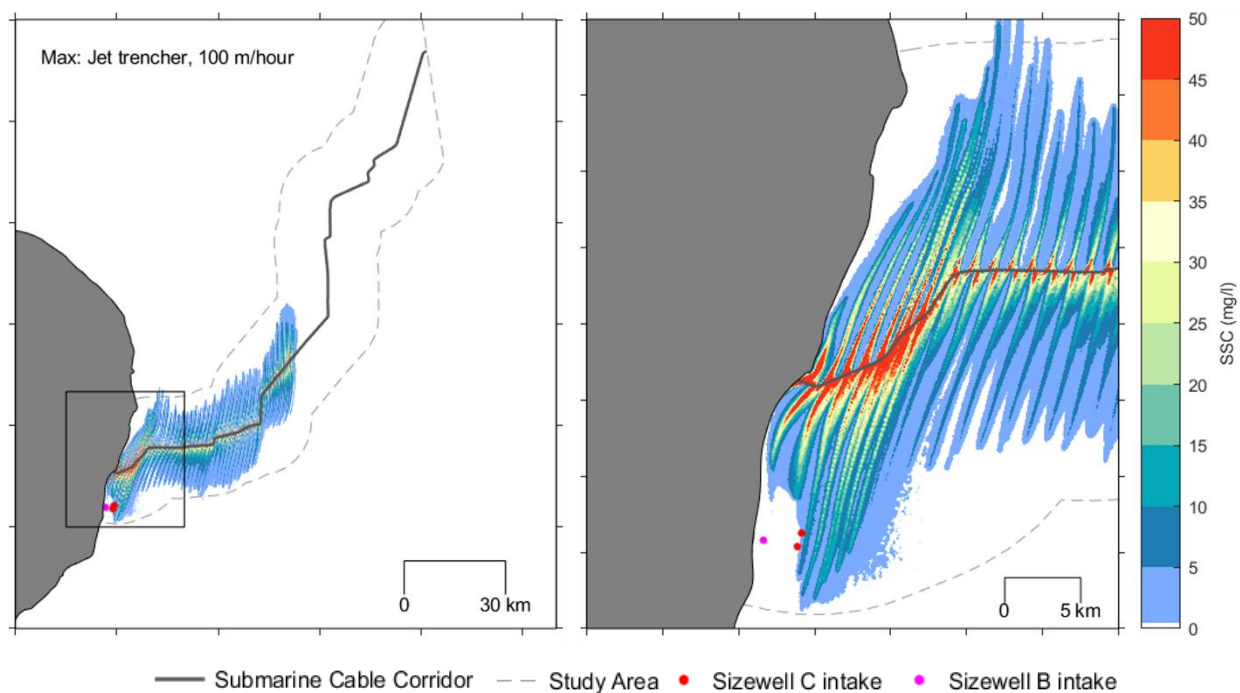 Max: Jet trencher, 100 m/hour
0 30 km
0 5 km
50
45
40
35
30
25
20
15
10
5
0
SSC (mg/l)
Submarine Cable Corridor Study Area Sizewell C intake Sizewell B intake